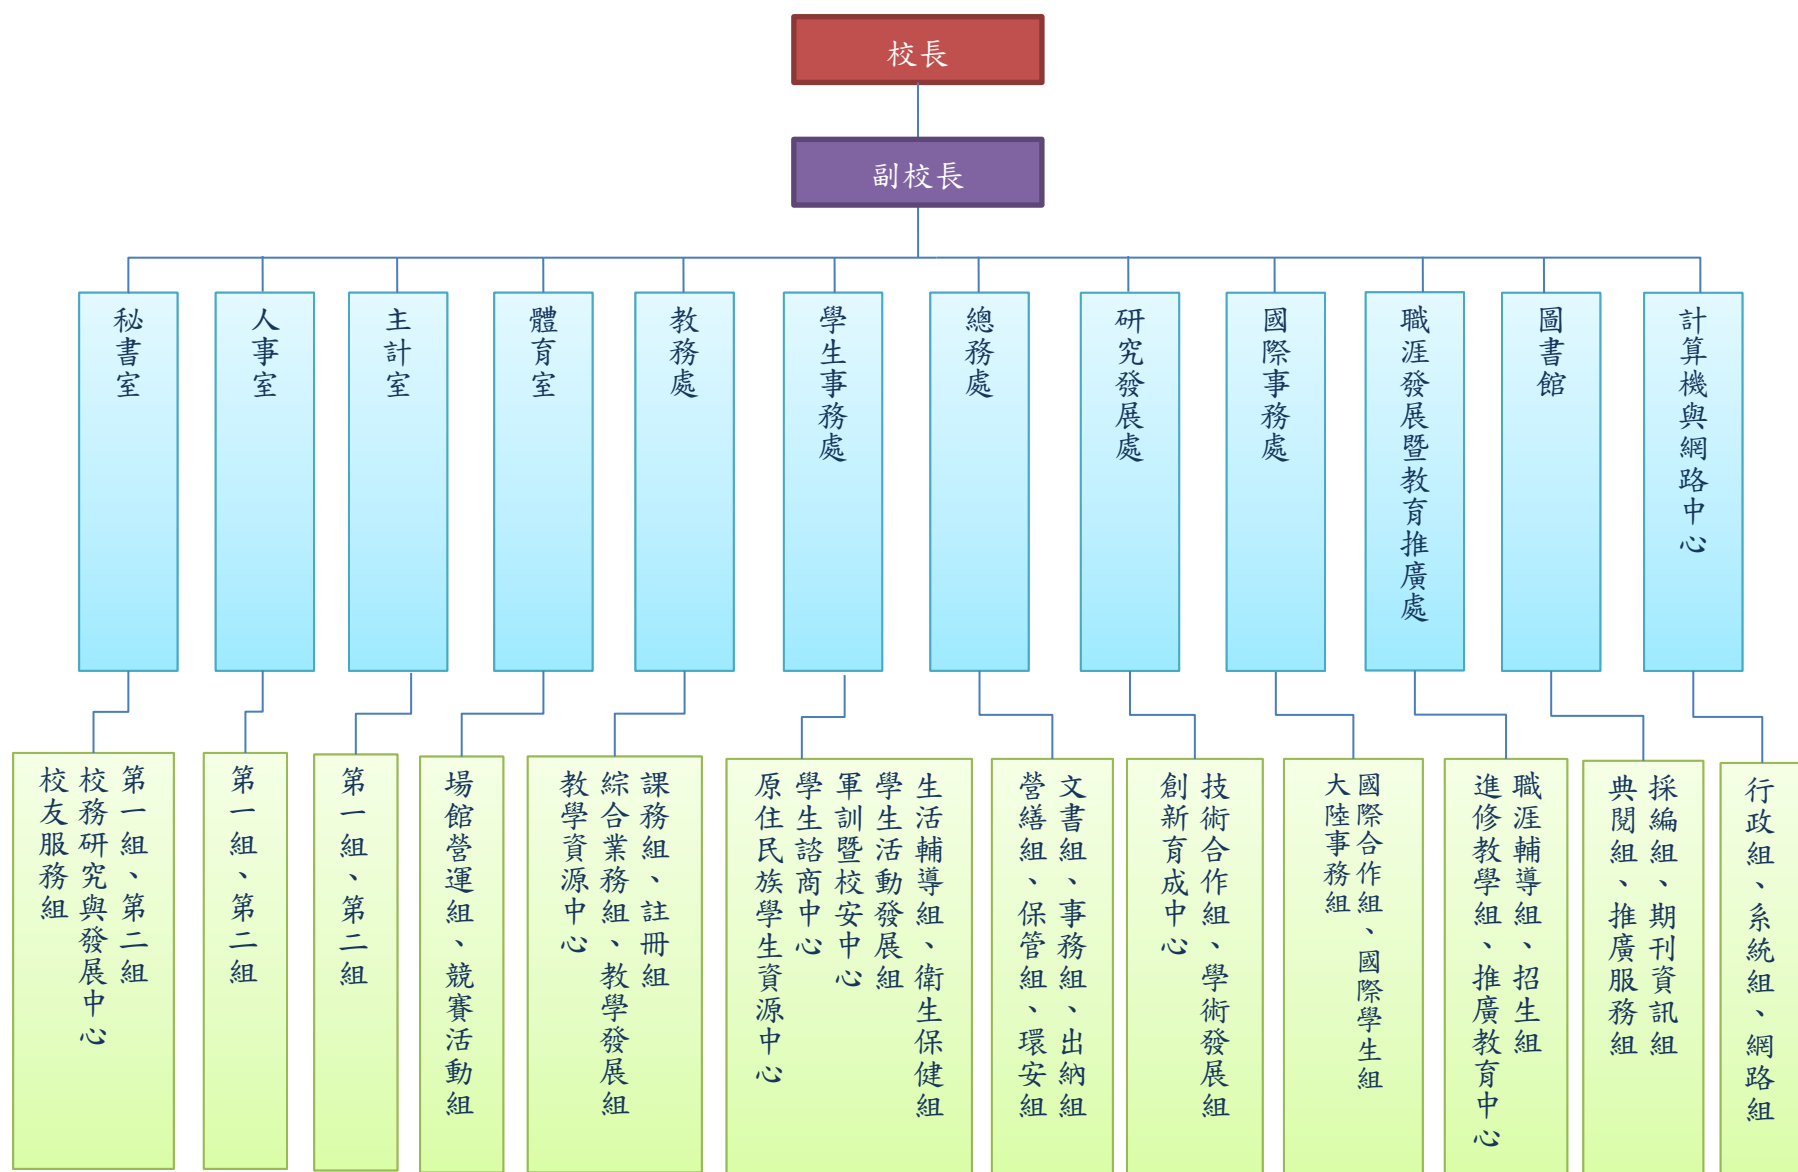 校長
副校長
秘書室
人事室
主計室
體育室
教務處
學生事務處
總務處
研究發展處
國際事務處
職涯發展暨教育推廣處
圖書館
計算機與網路中心
第一組、第二組
校務研究與發展中心
校友服務組
第一組、第二組
第一組、第二組
場館營運組、競賽活動組
課務組、註冊組
綜合業務組、教學發展組
教學資源中心
生活輔導組、衛生保健組
學生活動發展組
軍訓暨校安中心
學生諮商中心
原住民族學生資源中心
文書組、事務組、出納組
營繕組、保管組、環安組
技術合作組、學術發展組
創新育成中心
國際合作組、國際學生組
大陸事務組
職涯輔導組、招生組
進修教學組、推廣教育中心
採編組、期刊資訊組
典閱組、推廣服務組
行政組、系統組、網路組